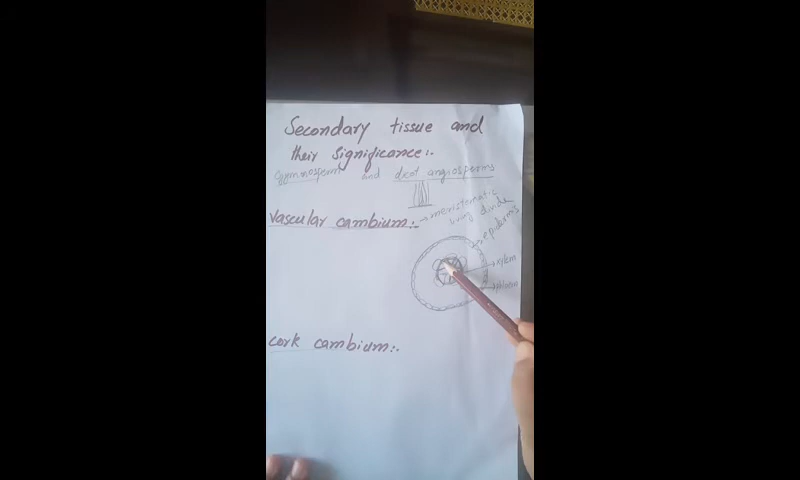 Secondary tissue and
their significance:-
Gymnosperm and dicot angiosperms
Vascular cambium:- → meristematic
living divide
epidermis
xylem
phloem
cork cambium:-